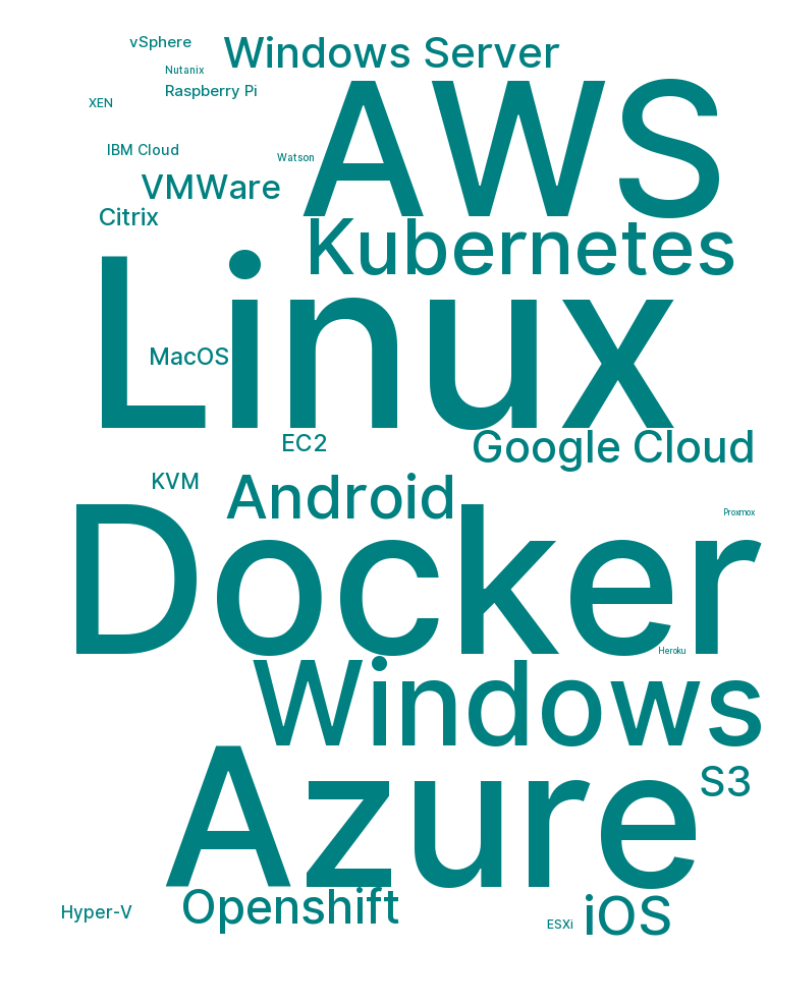 vSphere
Windows Server
Nutanix
Raspberry Pi
XEN
AWS
IBM Cloud
Watson
VMWare
Citrix
Kubernetes
Linux
MacOS
EC2
Google Cloud
KVM
Android
Proxmox
Docker
Heroku
Windows
Azure
S3
Openshift
Hyper-V
ESXi
iOS